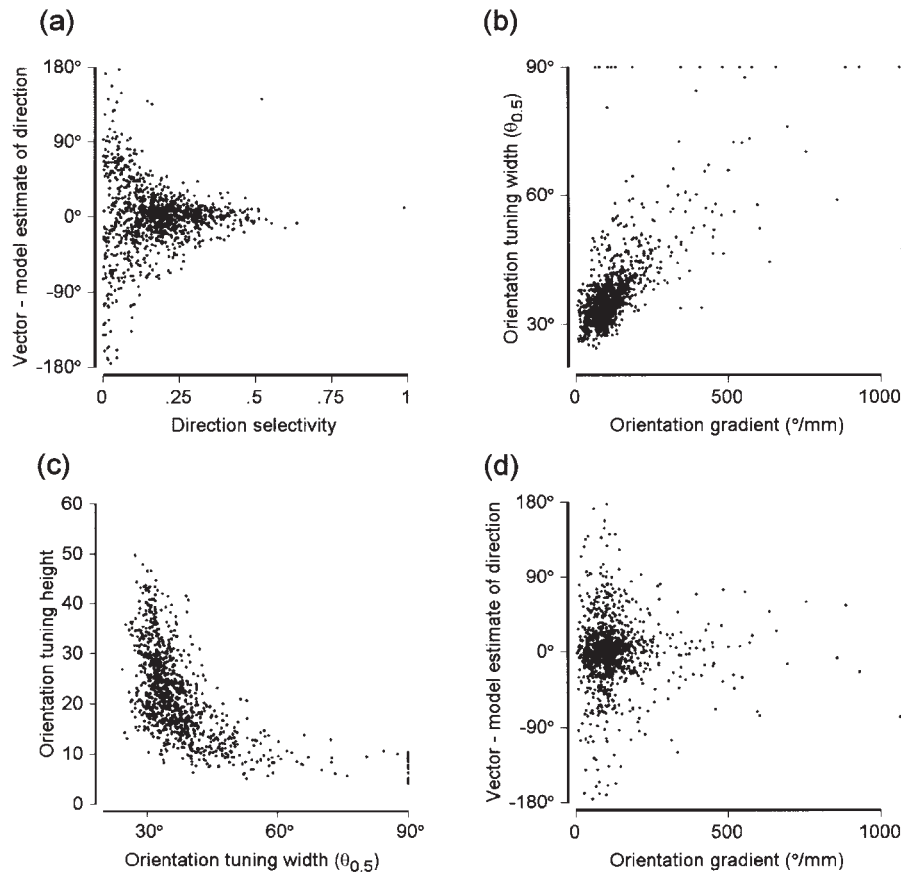 (a)
Vector - model estimate of direction
180°
90°
0°
-90°
-180°
0 .25 .5 .75 1
Direction selectivity
(b)
Orientation tuning width (θ0.5)
90°
60°
30°
0 500 1000
Orientation gradient (°/mm)
(c)
Orientation tuning height
60
50
40
30
20
10
0
30° 60° 90°
Orientation tuning width (θ0.5)
(d)
Vector - model estimate of direction
180°
90°
0°
-90°
-180°
0 500 1000
Orientation gradient (°/mm)